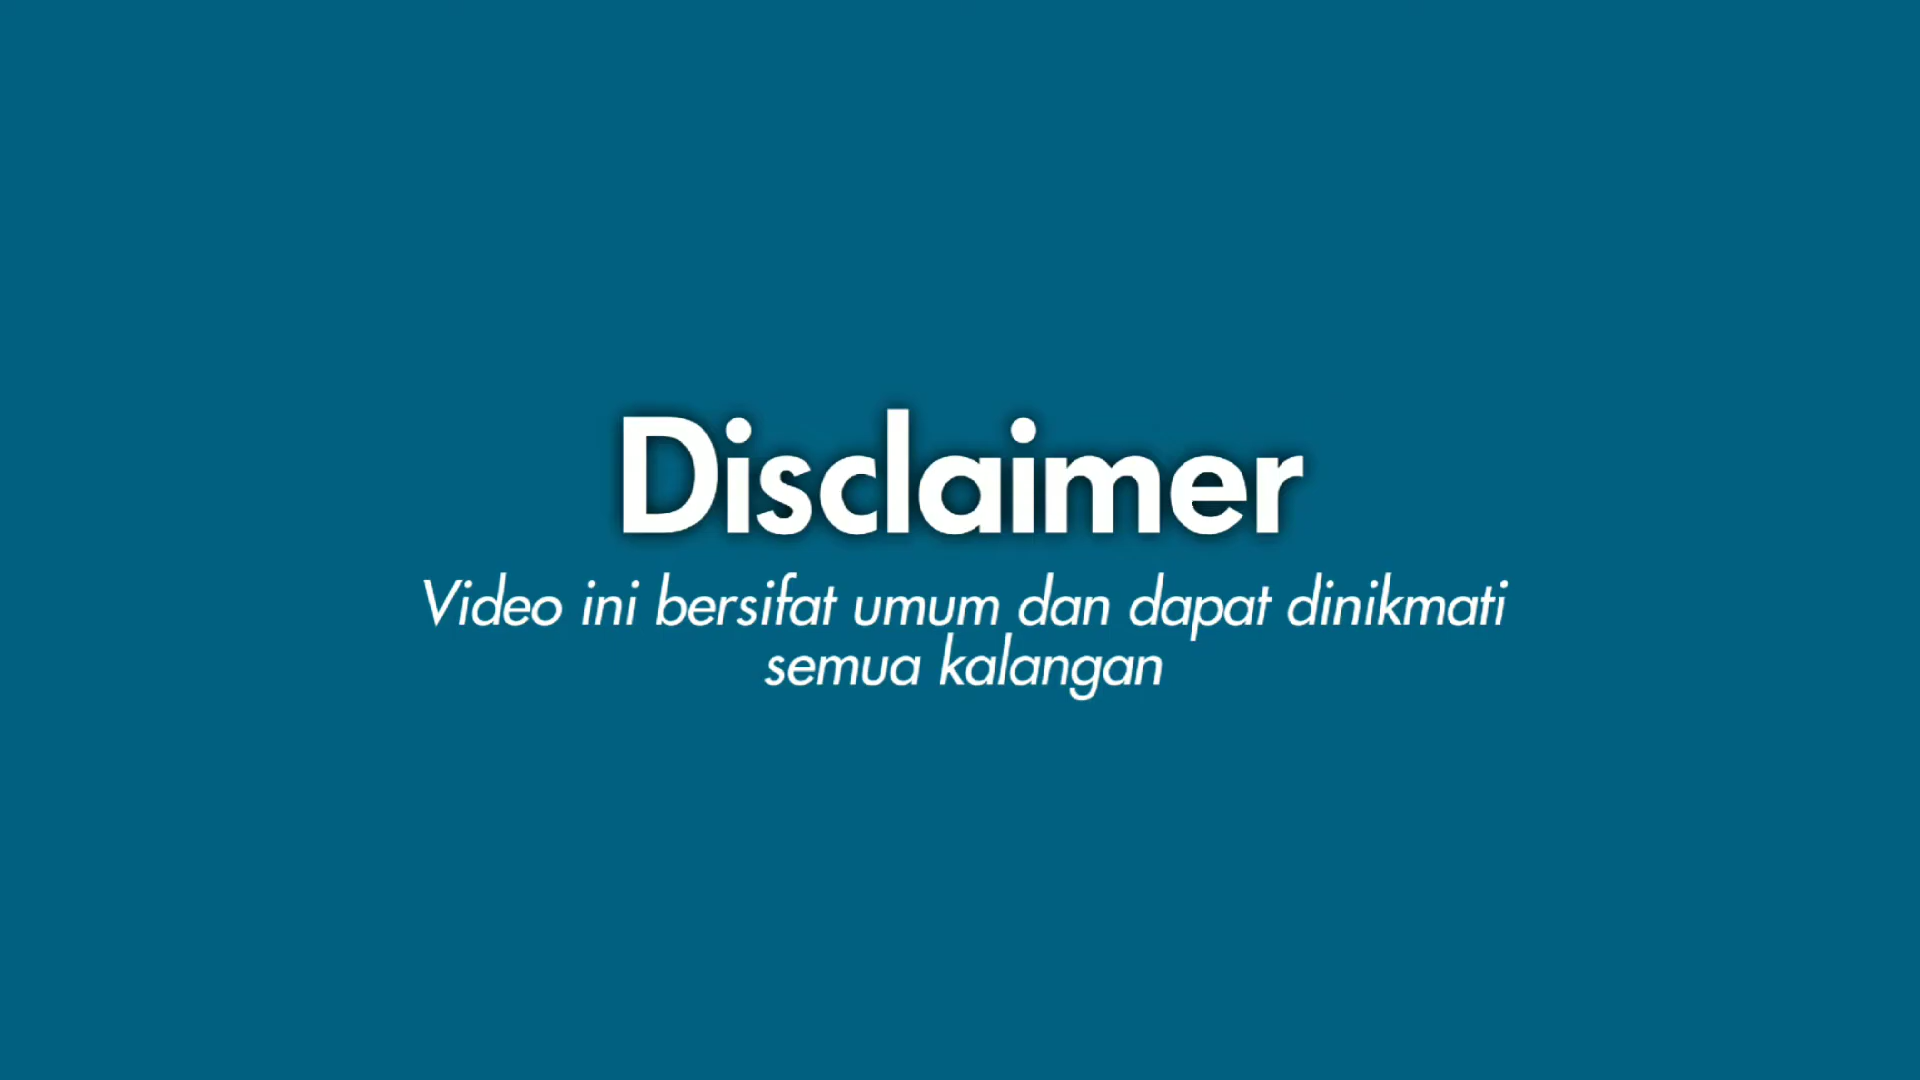 Disclaimer
Video ini bersifat umum dan dapat dinikmati
semua kalangan